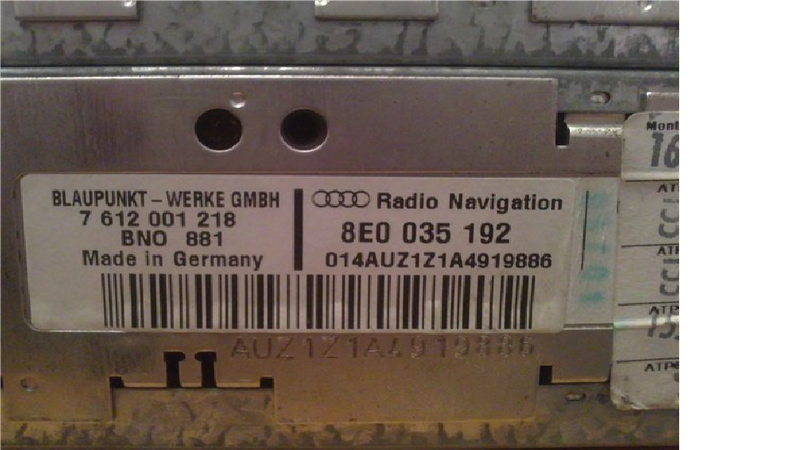 BLAUPUNKT – WERKE GMBH
7 612 001 218
BNO 881
Made in Germany
Radio Navigation
8E0 035 192
014AUZ1Z1A4919886
AUZ1Z1A4919886
16